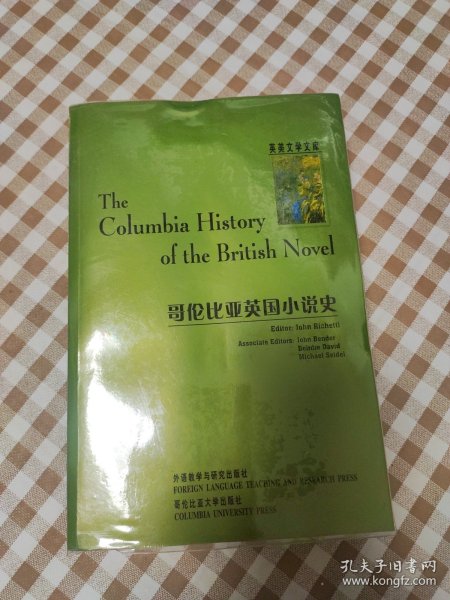 英美文学文库
The
Columbia History
of the British Novel
哥伦比亚英国小说史
Editor: John Richetti
Associate Editors: John Bender
Deirdre David
Michael Seidel
外语教学与研究出版社
FOREIGN LANGUAGE TEACHING AND RESEARCH PRESS
哥伦比亚大学出版社
COLUMBIA UNIVERSITY PRESS
孔夫子旧书网
www.kongfz.com